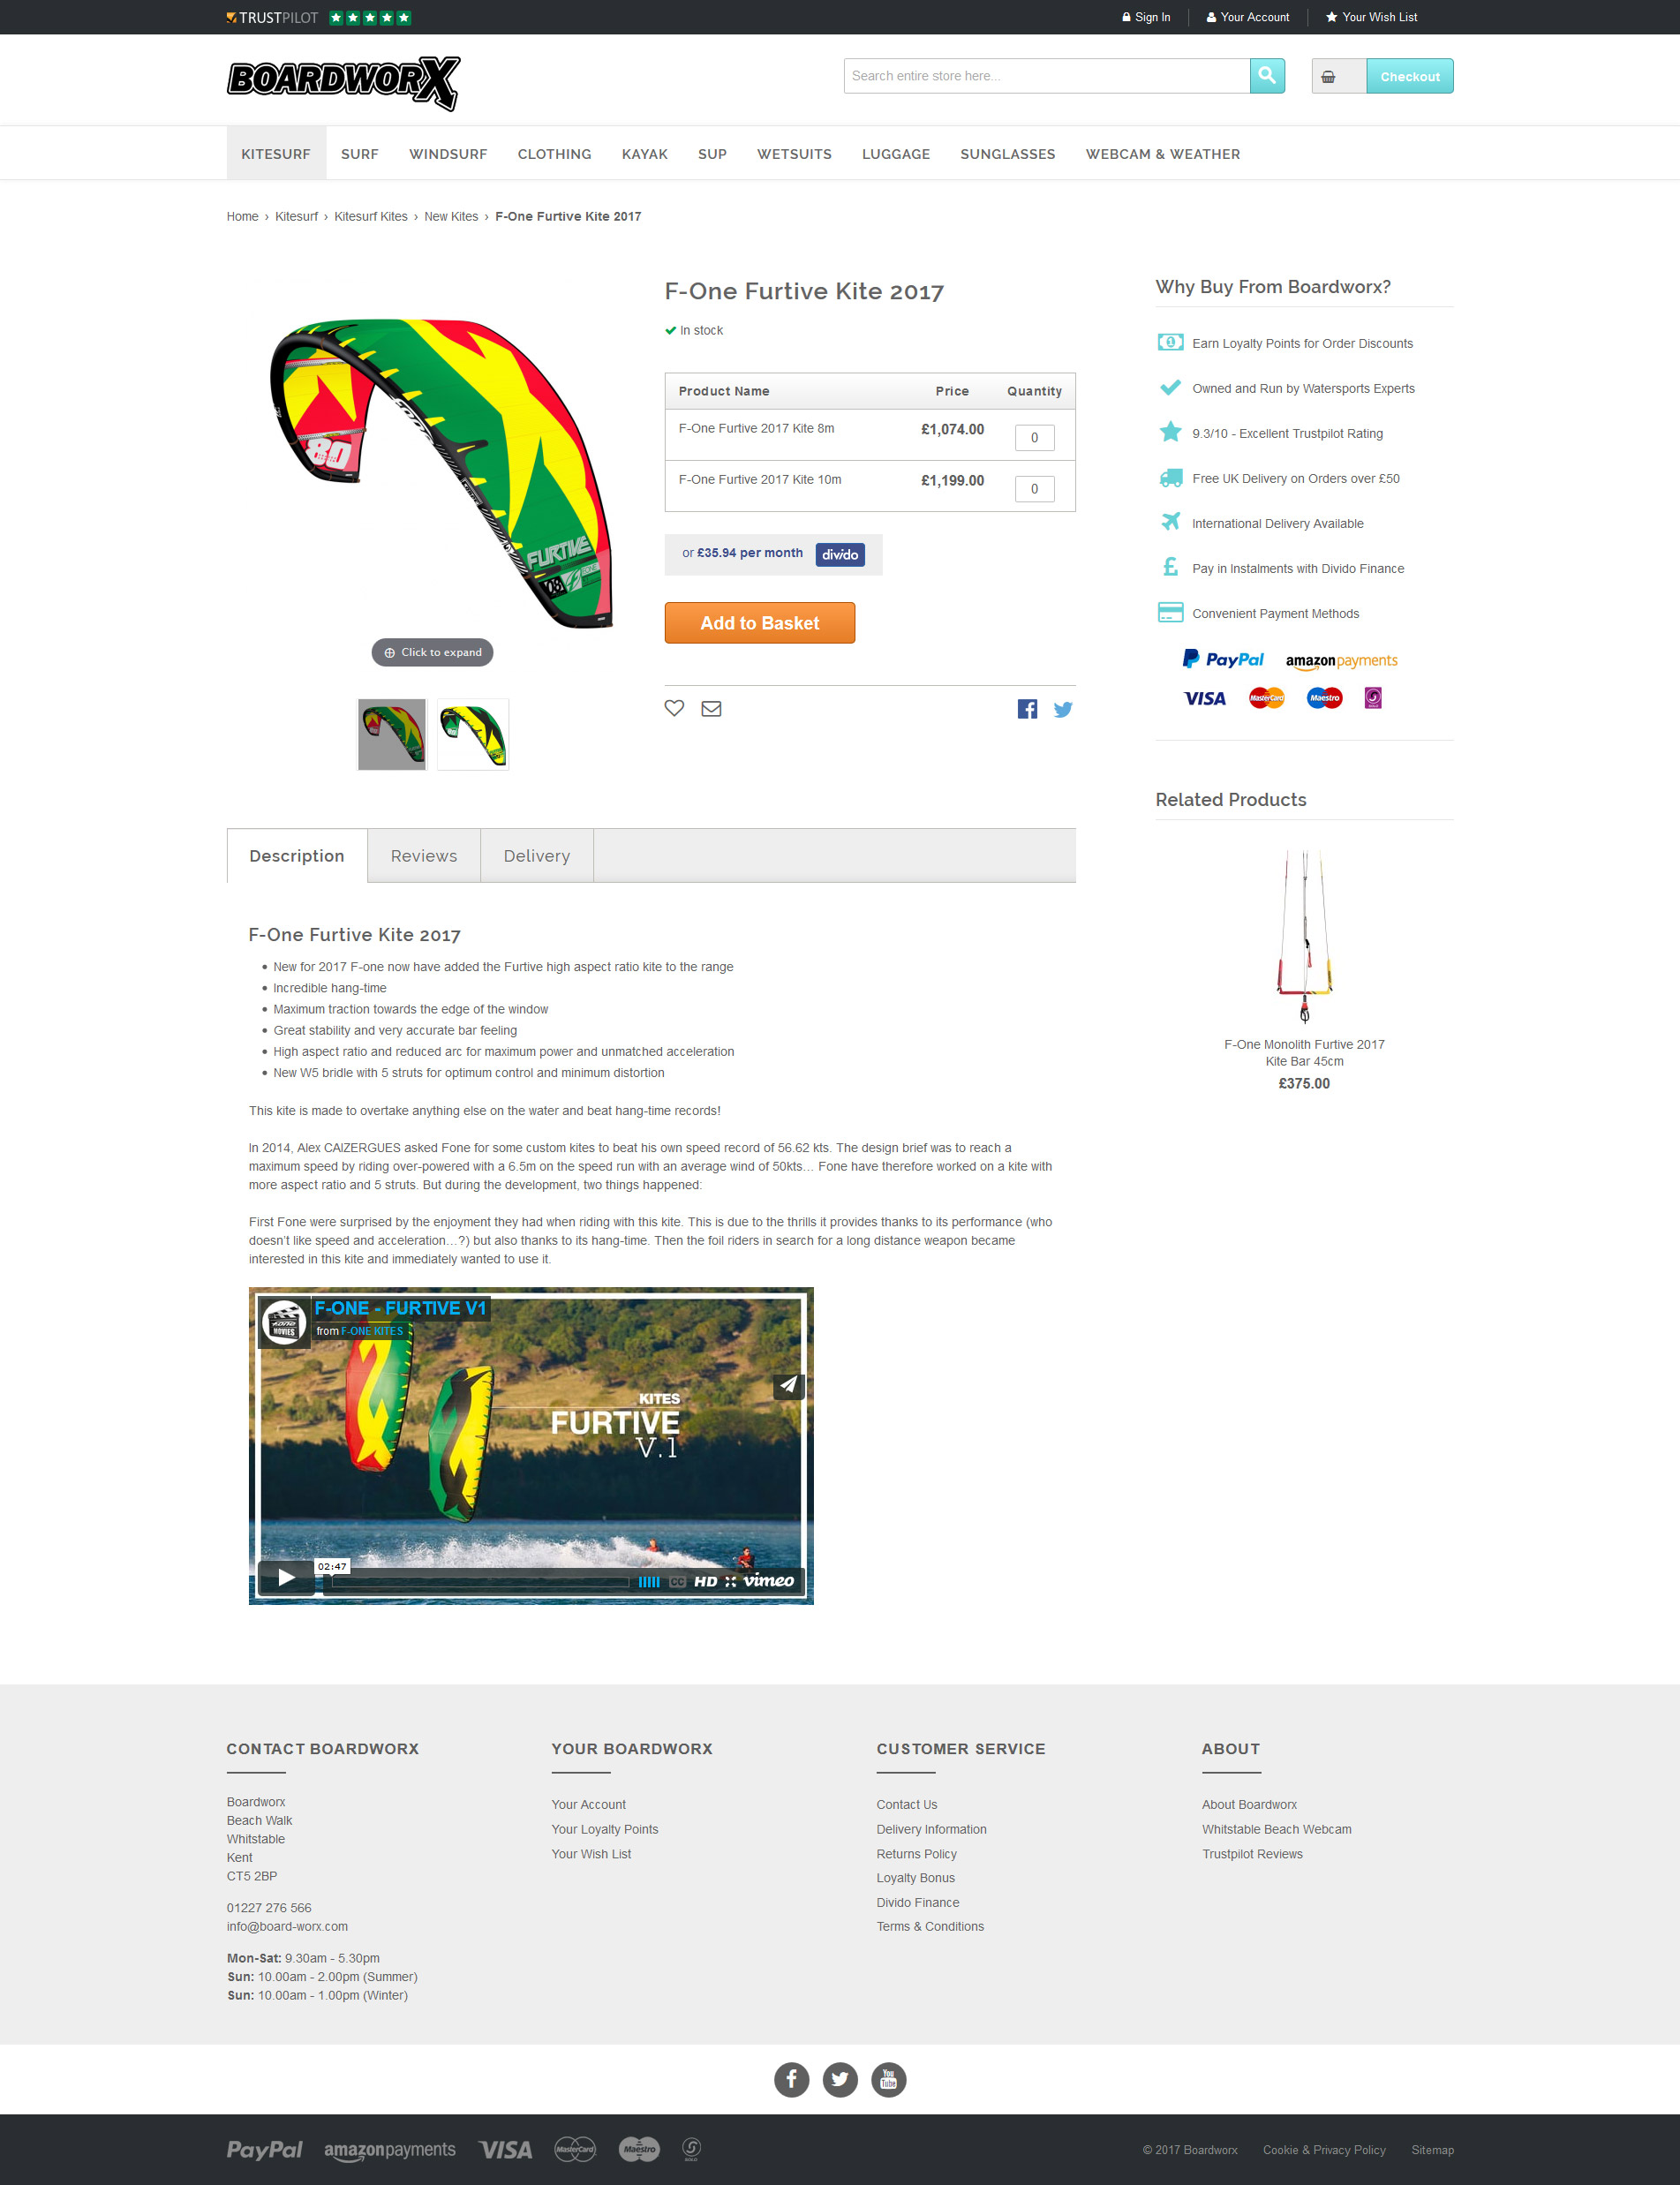 TRUSTPILOT
Sign In
Your Account
Your Wish List
BOARDWORX
Search entire store here...
Checkout
KITESURF
SURF
WINDSURF
CLOTHING
KAYAK
SUP
WETSUITS
LUGGAGE
SUNGLASSES
WEBCAM & WEATHER
Home › Kitesurf › Kitesurf Kites › New Kites › F-One Furtive Kite 2017
80
FURTIVE
08
Click to expand
F-One Furtive Kite 2017
In stock
Product Name Price Quantity
F-One Furtive 2017 Kite 8m £1,074.00 0
F-One Furtive 2017 Kite 10m £1,199.00 0
or £35.94 per month divido
Add to Basket
Why Buy From Boardworx?
Earn Loyalty Points for Order Discounts
Owned and Run by Watersports Experts
9.3/10 - Excellent Trustpilot Rating
Free UK Delivery on Orders over £50
International Delivery Available
Pay in Instalments with Divido Finance
Convenient Payment Methods
PayPal amazonpayments
VISA MasterCard Maestro
Related Products
F-One Monolith Furtive 2017
Kite Bar 45cm
£375.00
Description
Reviews
Delivery
F-One Furtive Kite 2017
New for 2017 F-one now have added the Furtive high aspect ratio kite to the range
Incredible hang-time
Maximum traction towards the edge of the window
Great stability and very accurate bar feeling
High aspect ratio and reduced arc for maximum power and unmatched acceleration
New W5 bridle with 5 struts for optimum control and minimum distortion
This kite is made to overtake anything else on the water and beat hang-time records!
In 2014, Alex CAIZERGUES asked Fone for some custom kites to beat his own speed record of 56.62 kts. The design brief was to reach a
maximum speed by riding over-powered with a 6.5m on the speed run with an average wind of 50kts... Fone have therefore worked on a kite with
more aspect ratio and 5 struts. But during the development, two things happened:
First Fone were surprised by the enjoyment they had when riding with this kite. This is due to the thrills it provides thanks to its performance (who
doesn't like speed and acceleration...?) but also thanks to its hang-time. Then the foil riders in search for a long distance weapon became
interested in this kite and immediately wanted to use it.
MOVIES
F-ONE - FURTIVE V1
from F-ONE KITES
KITES
FURTIVE
V.1
02:47
CC HD vimeo
CONTACT BOARDWORX
Boardworx
Beach Walk
Whitstable
Kent
CT5 2BP
01227 276 566
info@board-worx.com
Mon-Sat: 9.30am - 5.30pm
Sun: 10.00am - 2.00pm (Summer)
Sun: 10.00am - 1.00pm (Winter)
YOUR BOARDWORX
Your Account
Your Loyalty Points
Your Wish List
CUSTOMER SERVICE
Contact Us
Delivery Information
Returns Policy
Loyalty Bonus
Divido Finance
Terms & Conditions
ABOUT
About Boardworx
Whitstable Beach Webcam
Trustpilot Reviews
You
Tube
PayPal amazonpayments VISA MasterCard Maestro SOLO
© 2017 Boardworx
Cookie & Privacy Policy
Sitemap